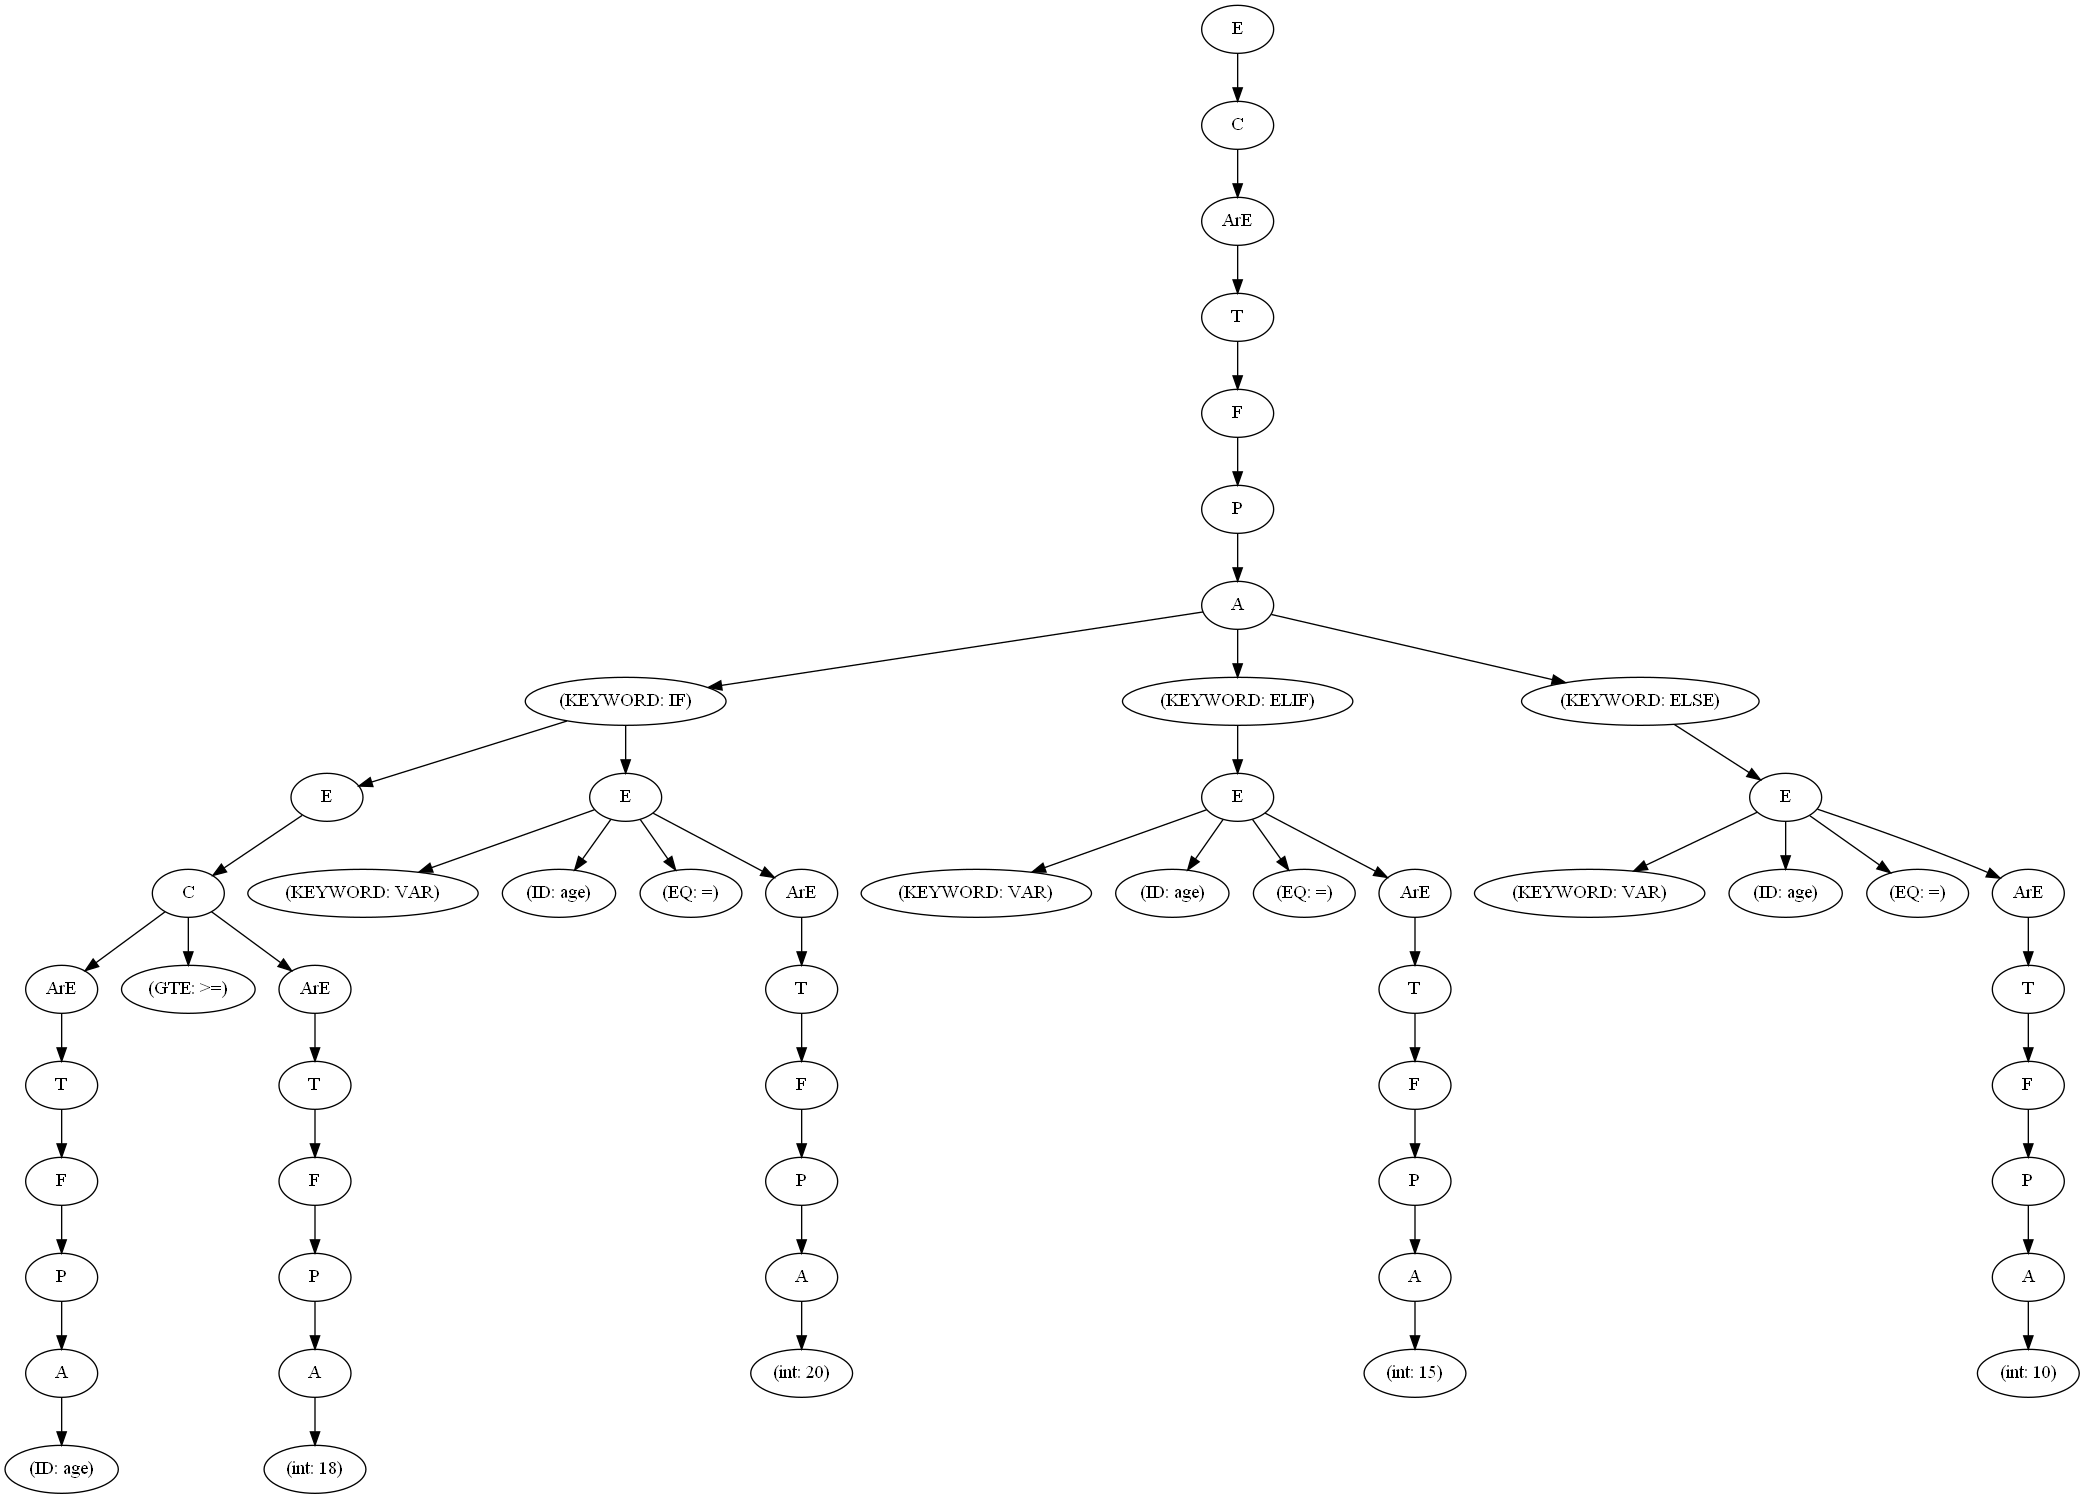 E
C
ArE
T
F
P
A
(KEYWORD: IF) (KEYWORD: ELIF) (KEYWORD: ELSE)
E E E E
C (KEYWORD: VAR) (ID: age) (EQ: =) ArE (KEYWORD: VAR) (ID: age) (EQ: =) ArE (KEYWORD: VAR) (ID: age) (EQ: =) ArE
ArE (GTE: >=) ArE T T T
T T F F F
F F P P P
P P A A A
A A (int: 20) (int: 15) (int: 10)
(ID: age) (int: 18)